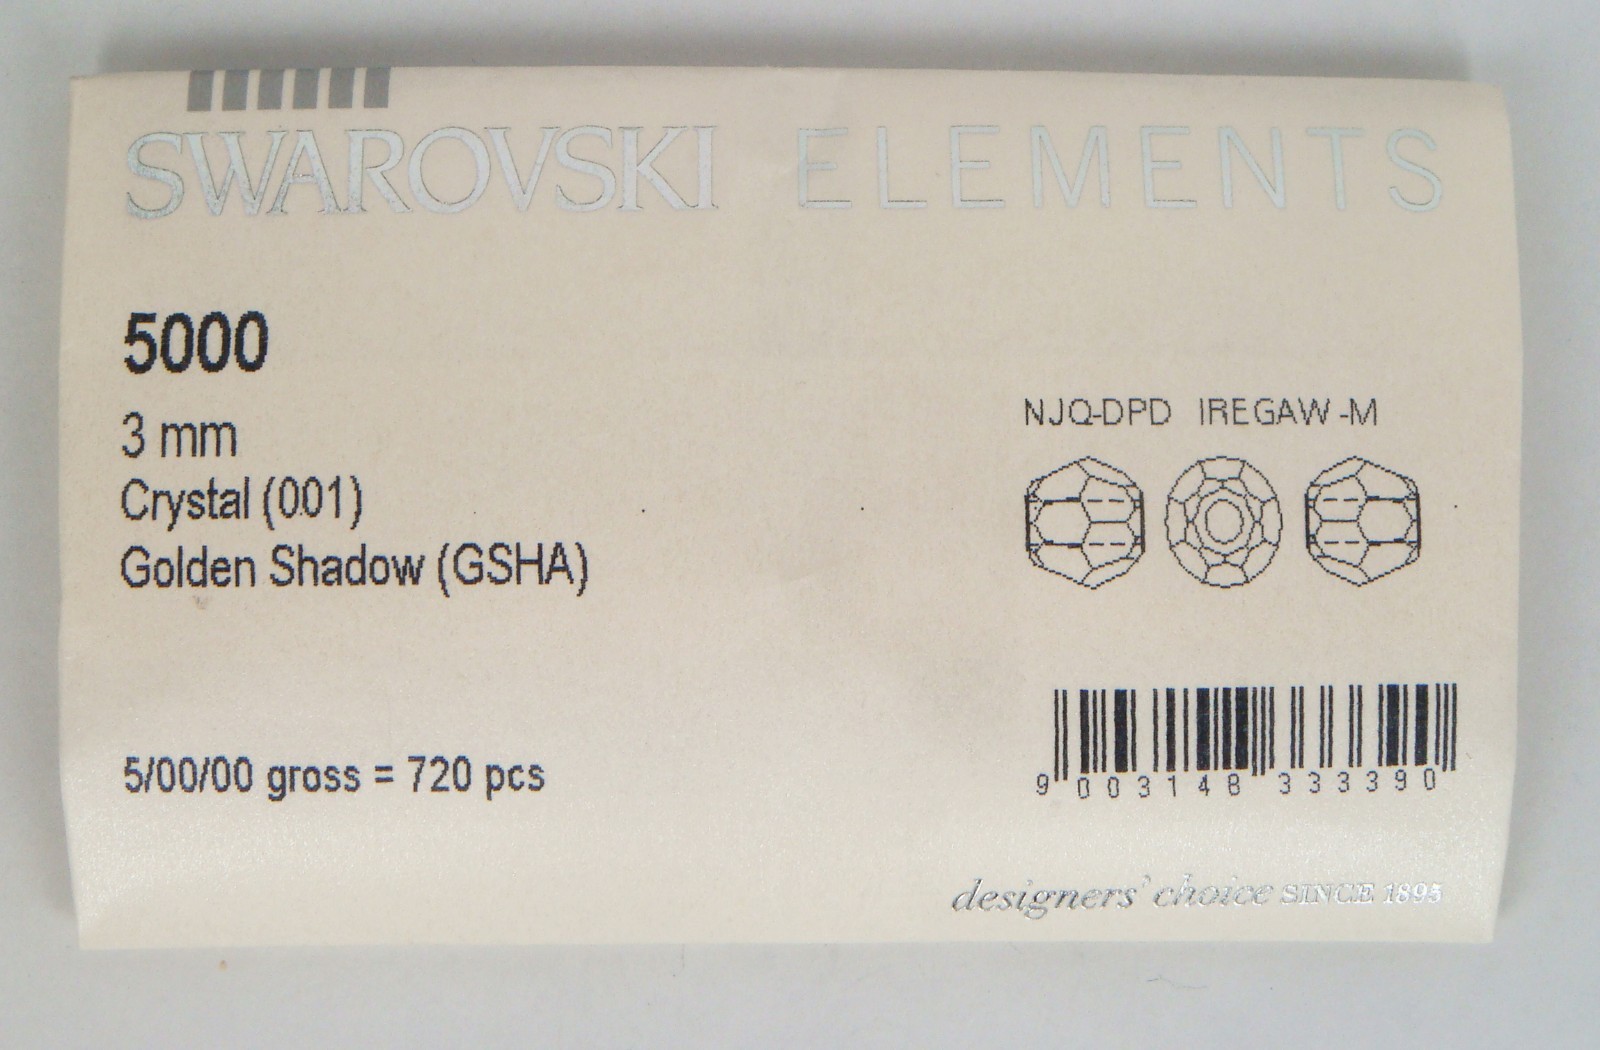 SWAROVSKI ELEMENTS
5000
3 mm
Crystal (001)
Golden Shadow (GSHA)
NJQ-DPD IREGAW-M
5/00/00 gross = 720 pcs
9 003148 333390
designers' choice SINCE 1895